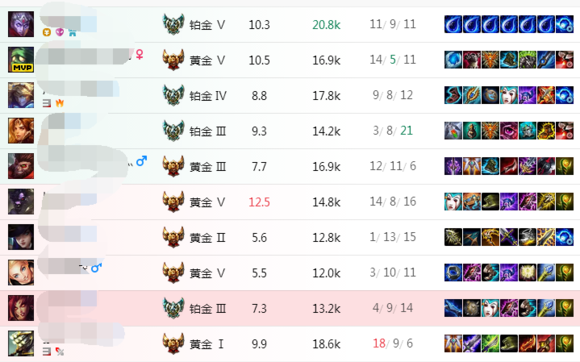 铂金 V 10.3 20.8k 11/ 9/ 11
MVP 黄金 V 10.5 16.9k 14/ 5/ 11
铂金 IV 8.8 17.8k 9/ 8/ 12
铂金 III 9.3 14.2k 3/ 8/ 21
黄金 III 7.7 16.9k 12/ 11/ 6
黄金 V 12.5 14.8k 14/ 8/ 16
黄金 II 5.6 12.8k 1/ 13/ 15
黄金 V 5.5 12.0k 3/ 10/ 11
铂金 III 7.3 13.2k 4/ 9/ 14
黄金 I 9.9 18.6k 18/ 9/ 6